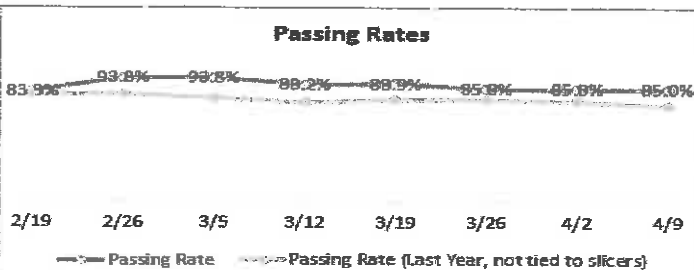 Passing Rates
83.9% 93.8% 93.8% 88.2% 88.9% 85.8% 85.8% 85.0%
2/19 2/26 3/5 3/12 3/19 3/26 4/2 4/9
Passing Rate Passing Rate (Last Year, not tied to slicers)